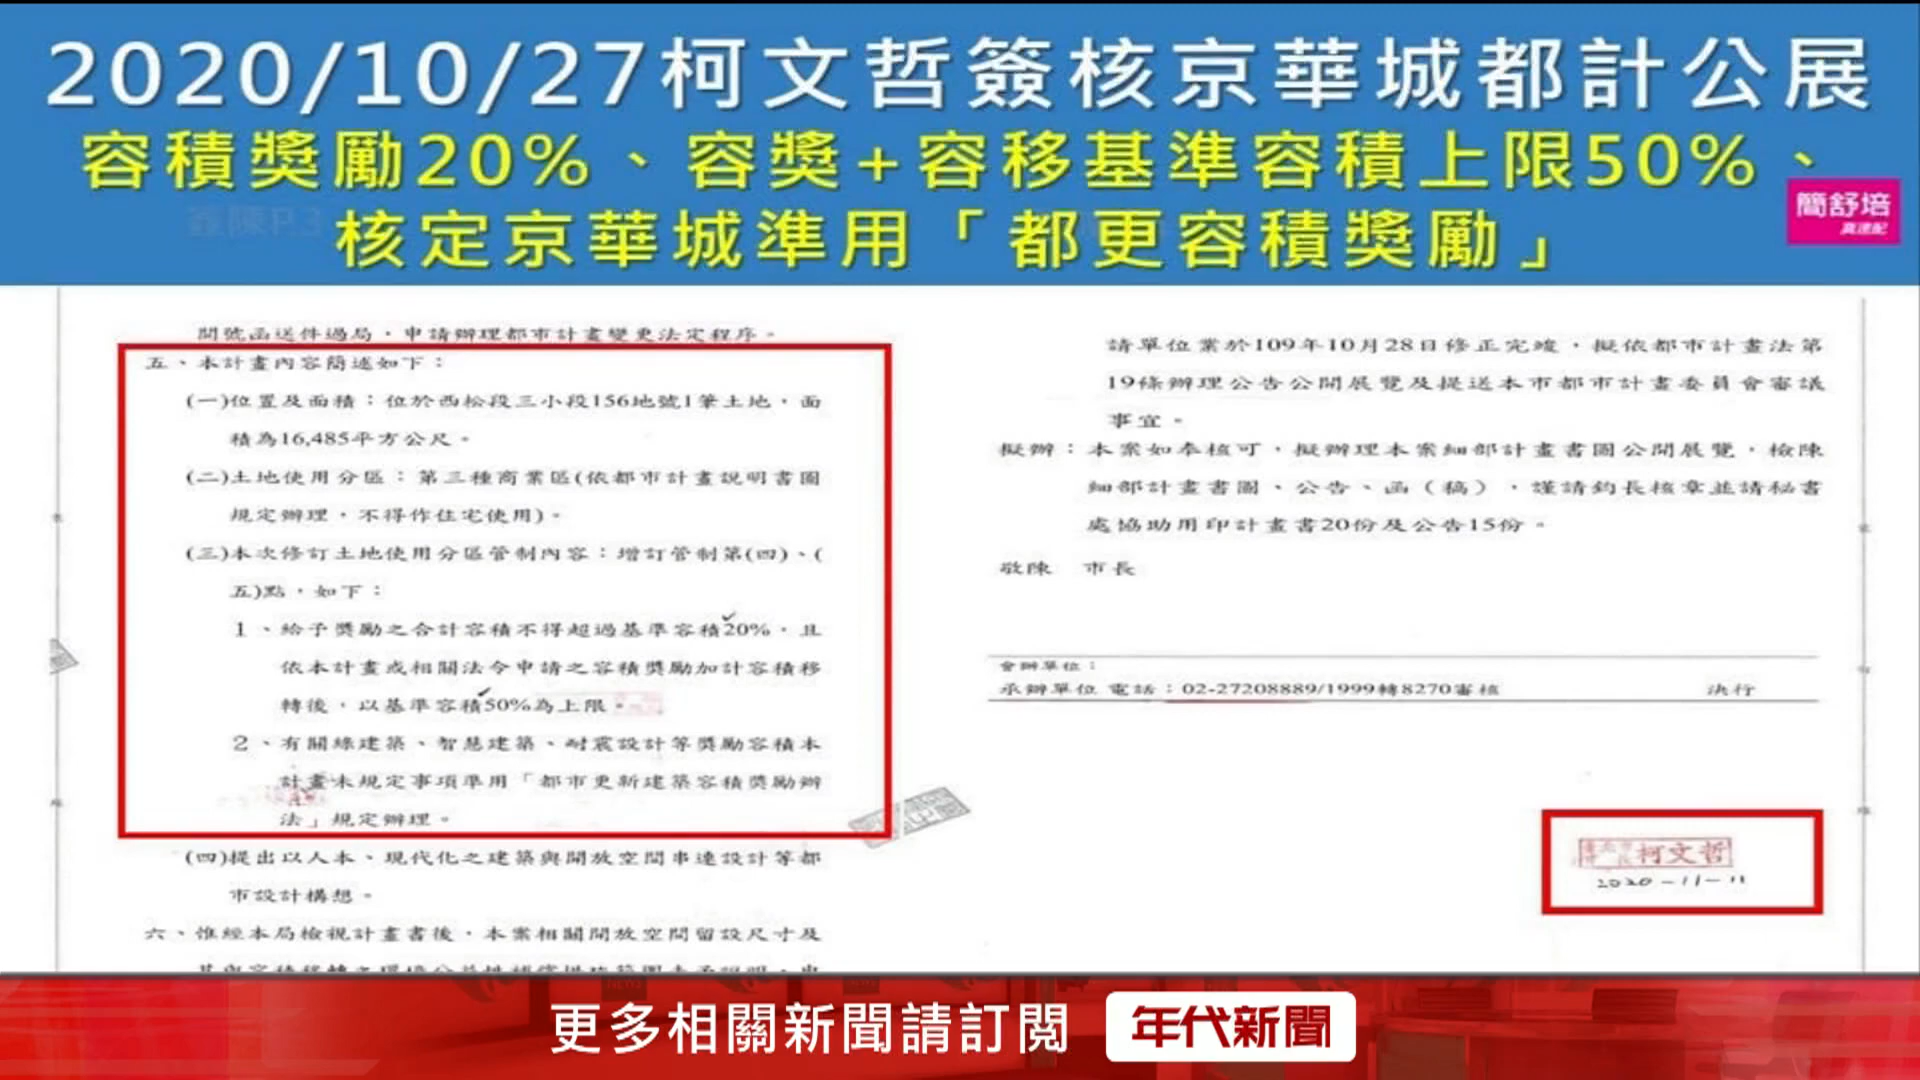 2020/10/27柯文哲簽核京華城都計公展
容積獎勵20%、容獎+容移基準容積上限50%、
核定京華城準用「都更容積獎勵」
簡舒培
真速配
開號函送件過局，申請辦理都市計畫變更法定程序。
五、本計畫內容簡述如下：
(一)位置及面積：位於西松段三小段156地號1筆土地，面
積為16,485平方公尺。
(二)土地使用分區：第三種商業區(依都市計畫說明書圖
規定辦理，不得作住宅使用)。
(三)本次修訂土地使用分區管制內容：增訂管制第(四)、(
五)點，如下：
1、給予獎勵之合計容積不得超過基準容積20%，且
依本計畫或相關法令申請之容積獎勵加計容積移
轉後，以基準容積50%為上限。
2、有關綠建築、智慧建築、耐震設計等獎勵容積本
計畫未規定事項準用「都市更新建築容積獎勵辦
法」規定辦理。
(四)提出以人本、現代化之建築與開放空間串連設計等都
市設計構想。
六、惟經本局檢視計畫書後，本案相關開放空間留設尺寸及
請單位業於109年10月28日修正完竣，擬依都市計畫法第
19條辦理公告公開展覽及提送本市都市計畫委員會審議
事宜。
擬辦：本案如奉核可，擬辦理本案細部計畫書圖公開展覽，檢陳
細部計畫書圖、公告、函（稿），謹請鈞長核章並請秘書
處協助用印計畫書20份及公告15份。
敬陳 市長
會辦單位：
承辦單位 電話：02-27208889/1999轉8270審核 決行
柯文哲
2020-11-11
更多相關新聞請訂閱 年代新聞